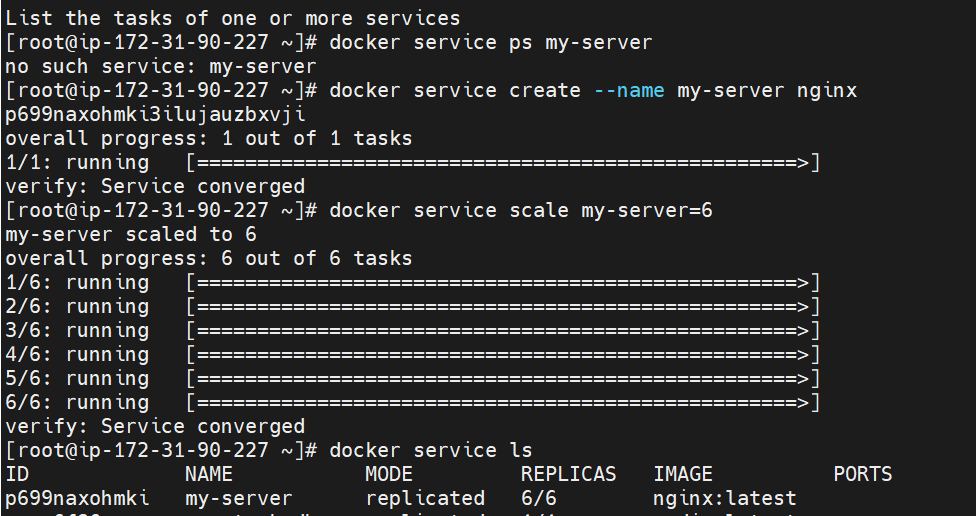 List the tasks of one or more services
[root@ip-172-31-90-227 ~]# docker service ps my-server
no such service: my-server
[root@ip-172-31-90-227 ~]# docker service create --name my-server nginx
p699naxohmki3ilujauzbxvji
overall progress: 1 out of 1 tasks
1/1: running   [==================================================>]
verify: Service converged
[root@ip-172-31-90-227 ~]# docker service scale my-server=6
my-server scaled to 6
overall progress: 6 out of 6 tasks
1/6: running   [==================================================>]
2/6: running   [==================================================>]
3/6: running   [==================================================>]
4/6: running   [==================================================>]
5/6: running   [==================================================>]
6/6: running   [==================================================>]
verify: Service converged
[root@ip-172-31-90-227 ~]# docker service ls
ID             NAME           MODE         REPLICAS   IMAGE          PORTS
p699naxohmki   my-server      replicated   6/6        nginx:latest